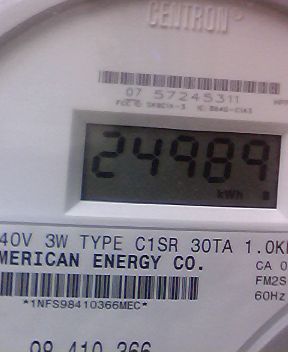 CENTRON
07 57245311
24989
kWh
40V 3W TYPE C1SR 30TA 1.0K
MERICAN ENERGY CO.
CA 0
FM2S
*1NFS98410366MEC*
60Hz
98 410 366